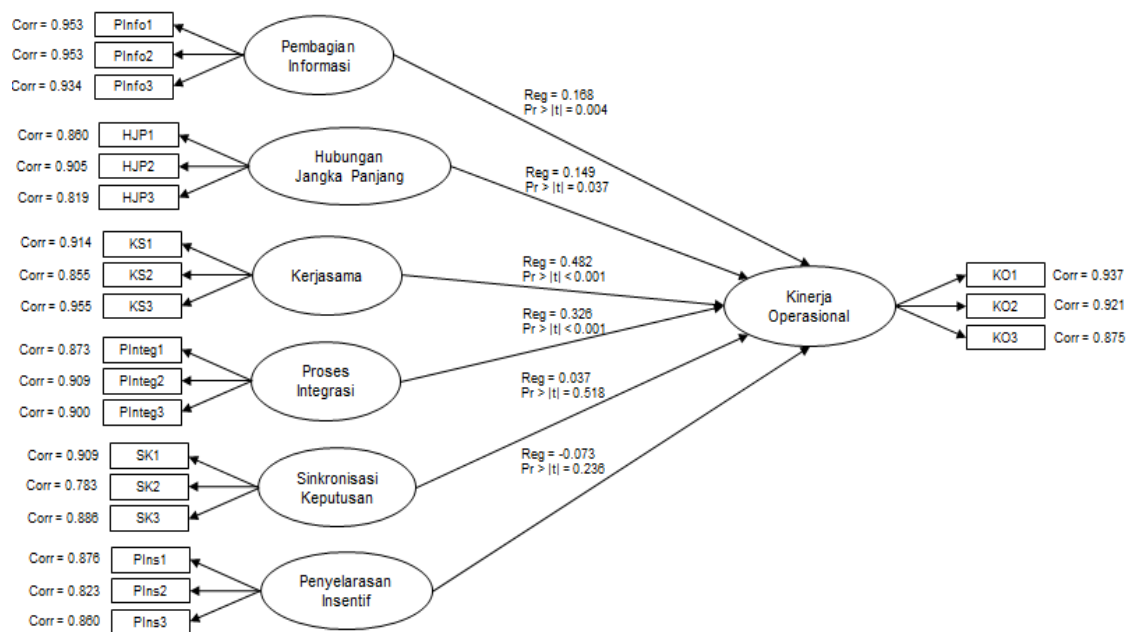 Corr = 0.953 PInfo1
Corr = 0.953 PInfo2
Corr = 0.934 PInfo3
Pembagian
Informasi
Reg = 0.168
Pr > |t| = 0.004
Corr = 0.860 HJP1
Corr = 0.905 HJP2
Corr = 0.819 HJP3
Hubungan
Jangka Panjang
Reg = 0.149
Pr > |t| = 0.037
Corr = 0.914 KS1
Corr = 0.855 KS2
Corr = 0.955 KS3
Kerjasama
Reg = 0.482
Pr > |t| < 0.001
Kinerja
Operasional
KO1 Corr = 0.937
KO2 Corr = 0.921
KO3 Corr = 0.875
Corr = 0.873 PInteg1
Corr = 0.909 PInteg2
Corr = 0.900 PInteg3
Proses
Integrasi
Reg = 0.326
Pr > |t| < 0.001
Corr = 0.909 SK1
Corr = 0.783 SK2
Corr = 0.886 SK3
Sinkronisasi
Keputusan
Reg = 0.037
Pr > |t| = 0.518
Corr = 0.876 PIns1
Corr = 0.823 PIns2
Corr = 0.860 PIns3
Penyelarasan
Insentif
Reg = -0.073
Pr > |t| = 0.236